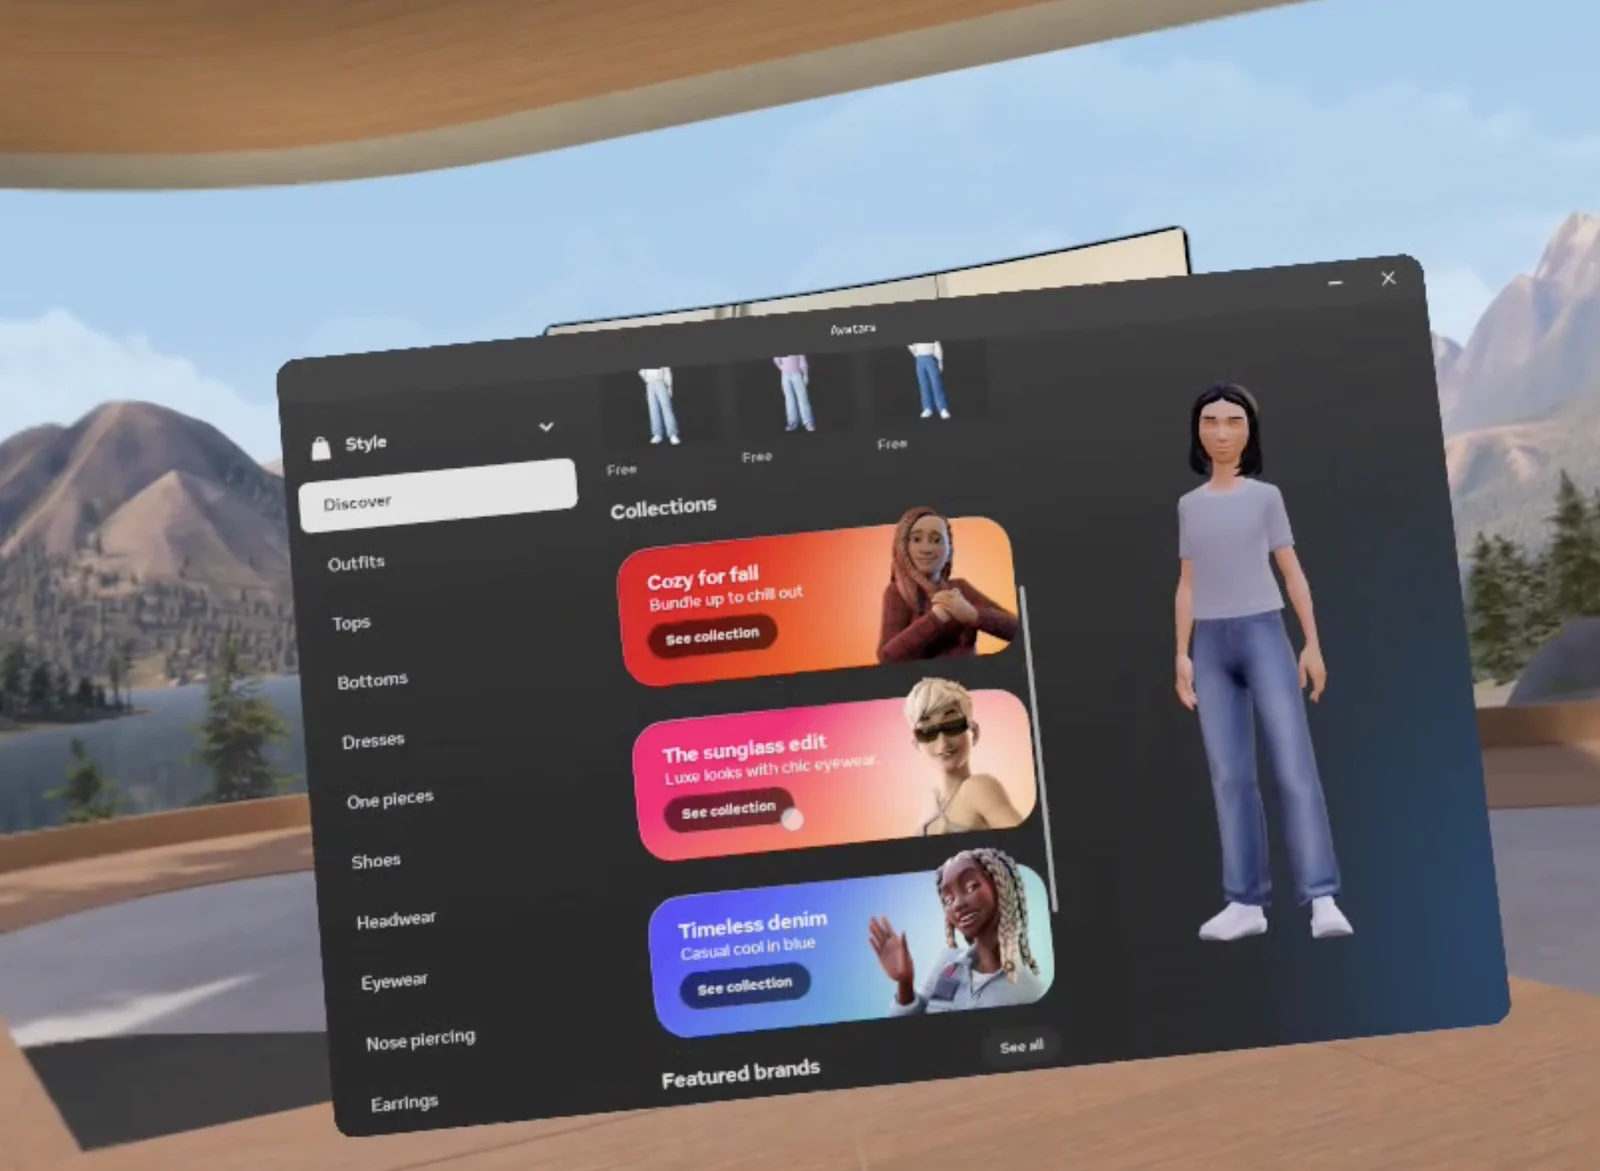 Avatars
Style
Discover
Outfits
Tops
Bottoms
Dresses
One pieces
Shoes
Headwear
Eyewear
Nose piercing
Earrings
Free
Free
Free
Collections
Cozy for fall
Bundle up to chill out
See collection
The sunglass edit
Luxe looks with chic eyewear.
See collection
Timeless denim
Casual cool in blue
See collection
Featured brands
See all